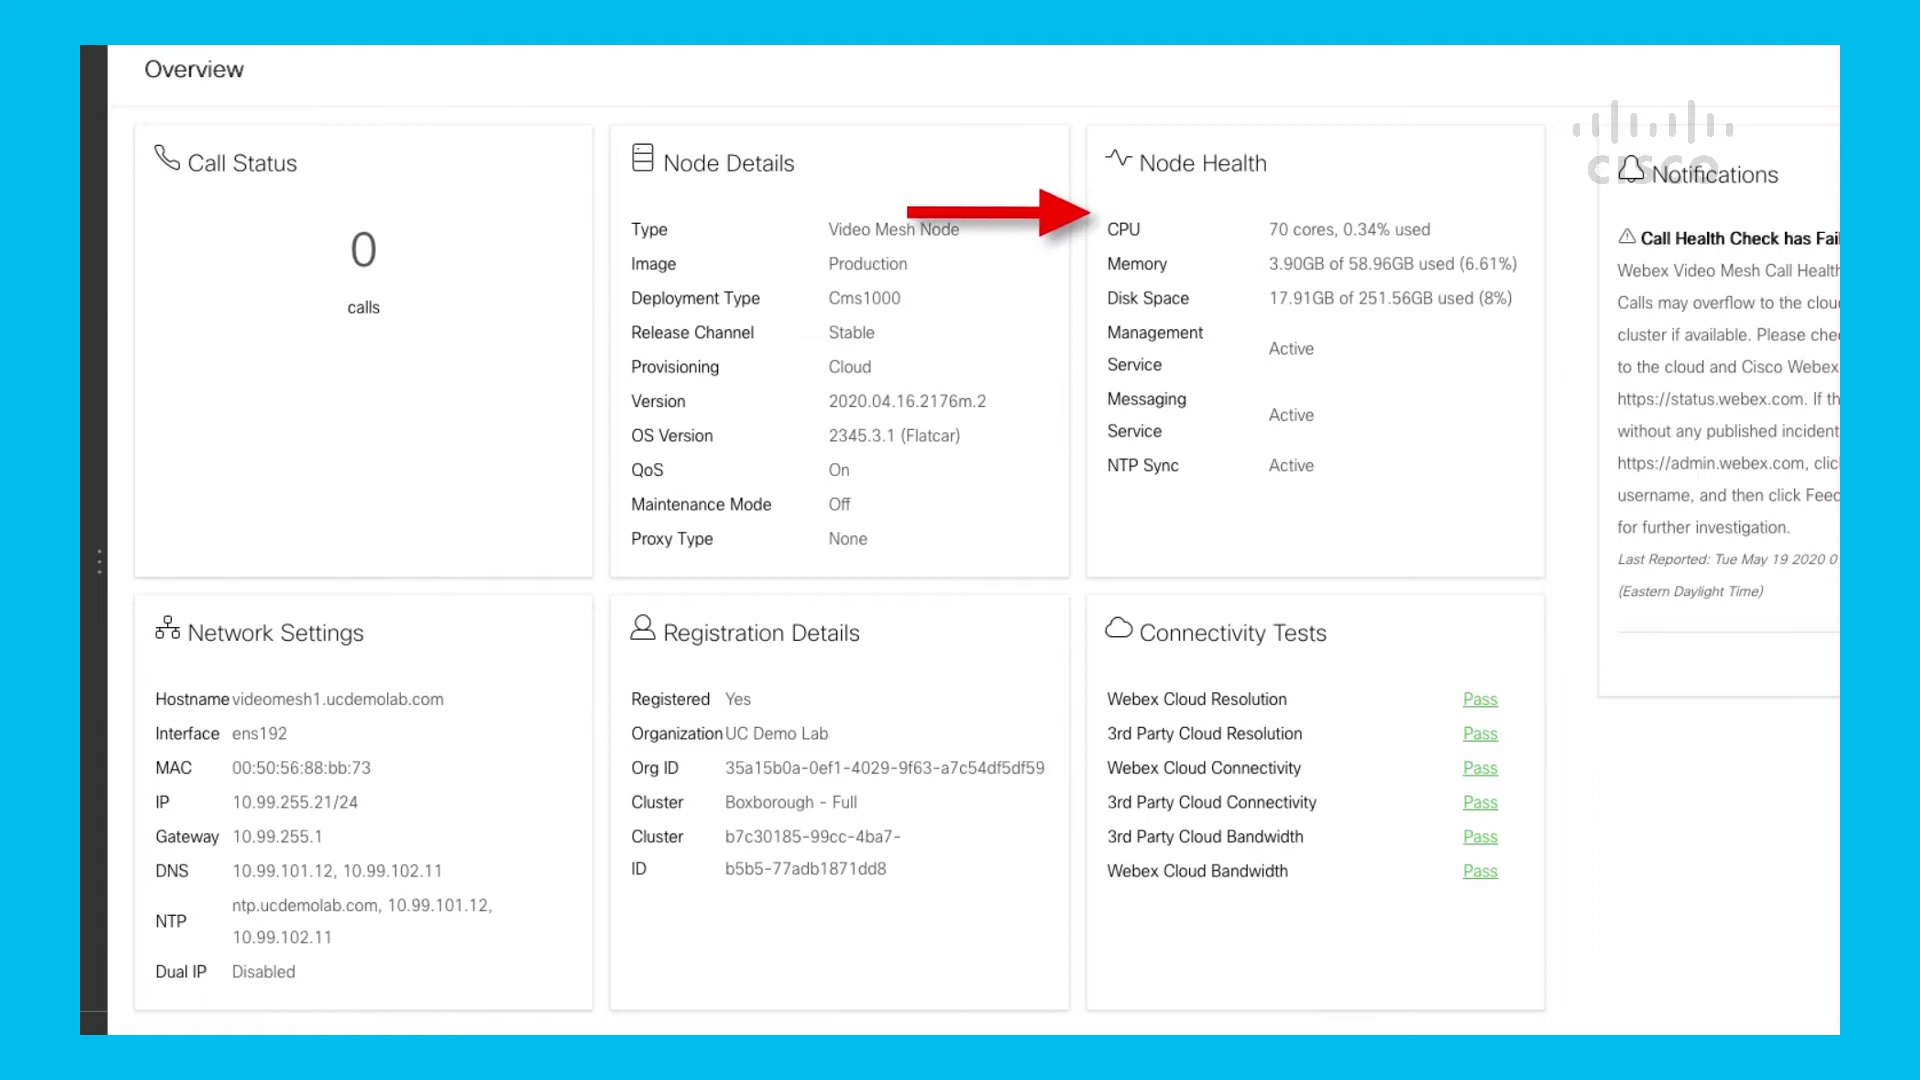 Overview
Call Status
0
calls
Node Details
Type Video Mesh Node
Image Production
Deployment Type Cms1000
Release Channel Stable
Provisioning Cloud
Version 2020.04.16.2176m.2
OS Version 2345.3.1 (Flatcar)
QoS On
Maintenance Mode Off
Proxy Type None
Node Health
CPU 70 cores, 0.34% used
Memory 3.90GB of 58.96GB used (6.61%)
Disk Space 17.91GB of 251.56GB used (8%)
Management Service Active
Messaging Service Active
NTP Sync Active
CISCO
Notifications
Call Health Check has Fai
Webex Video Mesh Call Health
Calls may overflow to the clou
cluster if available. Please che
to the cloud and Cisco Webex
https://status.webex.com. If th
without any published incident
https://admin.webex.com, clic
username, and then click Feed
for further investigation.
Last Reported: Tue May 19 2020 0
(Eastern Daylight Time)
Network Settings
Hostname videomesh1.ucdemolab.com
Interface ens192
MAC 00:50:56:88:bb:73
IP 10.99.255.21/24
Gateway 10.99.255.1
DNS 10.99.101.12, 10.99.102.11
NTP ntp.ucdemolab.com, 10.99.101.12,
10.99.102.11
Dual IP Disabled
Registration Details
Registered Yes
Organization UC Demo Lab
Org ID 35a15b0a-0ef1-4029-9f63-a7c54df5df59
Cluster Boxborough - Full
Cluster b7c30185-99cc-4ba7-
ID b5b5-77adb1871dd8
Connectivity Tests
Webex Cloud Resolution Pass
3rd Party Cloud Resolution Pass
Webex Cloud Connectivity Pass
3rd Party Cloud Connectivity Pass
3rd Party Cloud Bandwidth Pass
Webex Cloud Bandwidth Pass